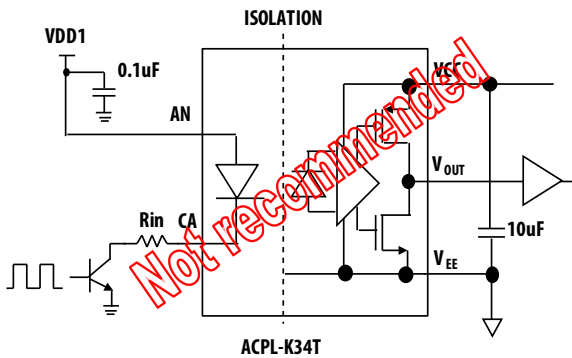 ISOLATION
VDD1
0.1uF
VCC
AN
VOUT
Rin
CA
10uF
VEE
Not recommended
ACPL-K34T